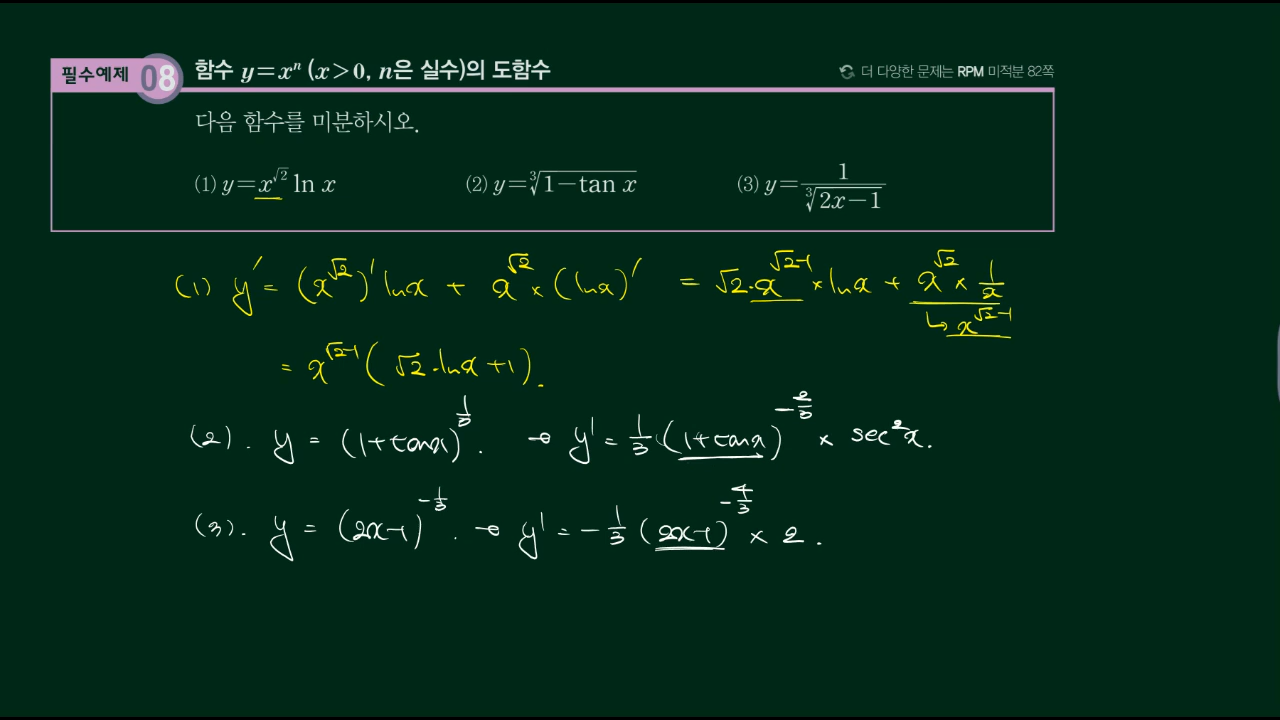 필수예제 08 함수 y=xⁿ (x>0, n은 실수)의 도함수 더 다양한 문제는 RPM 미적분 82쪽
다음 함수를 미분하시오.
(1) y=x^√2 ln x (2) y=∛(1−tan x) (3) y=1/∛(2x−1)
(1) y′ = (x^√2)′ lnx + x^√2 × (lnx)′ = √2·x^(√2−1) × lnx + x^√2 × 1/x
↳ x^(√2−1)
= x^(√2−1) (√2·lnx+1).
(2). y = (1+tanx)^(1/3). → y′ = 1/3 (1+tanx)^(−2/3) × sec²x.
(3). y = (2x−1)^(−1/3). → y′ = −1/3 (2x−1)^(−4/3) × 2.